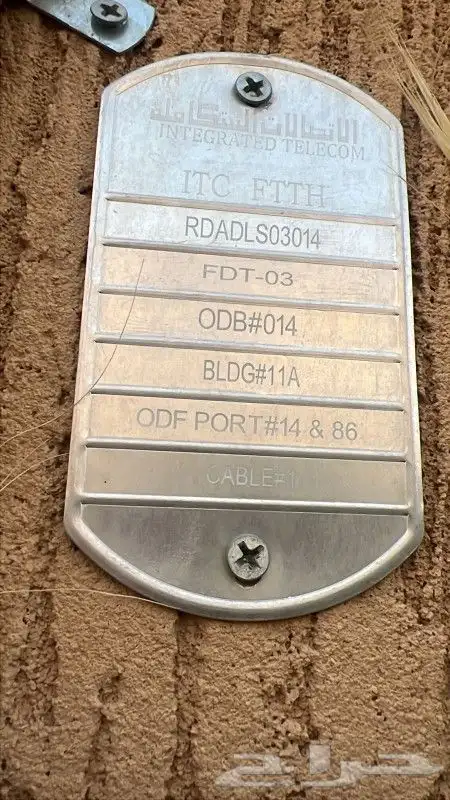 الاتصالات المتكاملة
INTEGRATED TELECOM
ITC FTTH
RDADLS03014
FDT-03
ODB#014
BLDG#11A
ODF PORT#14 & 86
CABLE#1
حراج